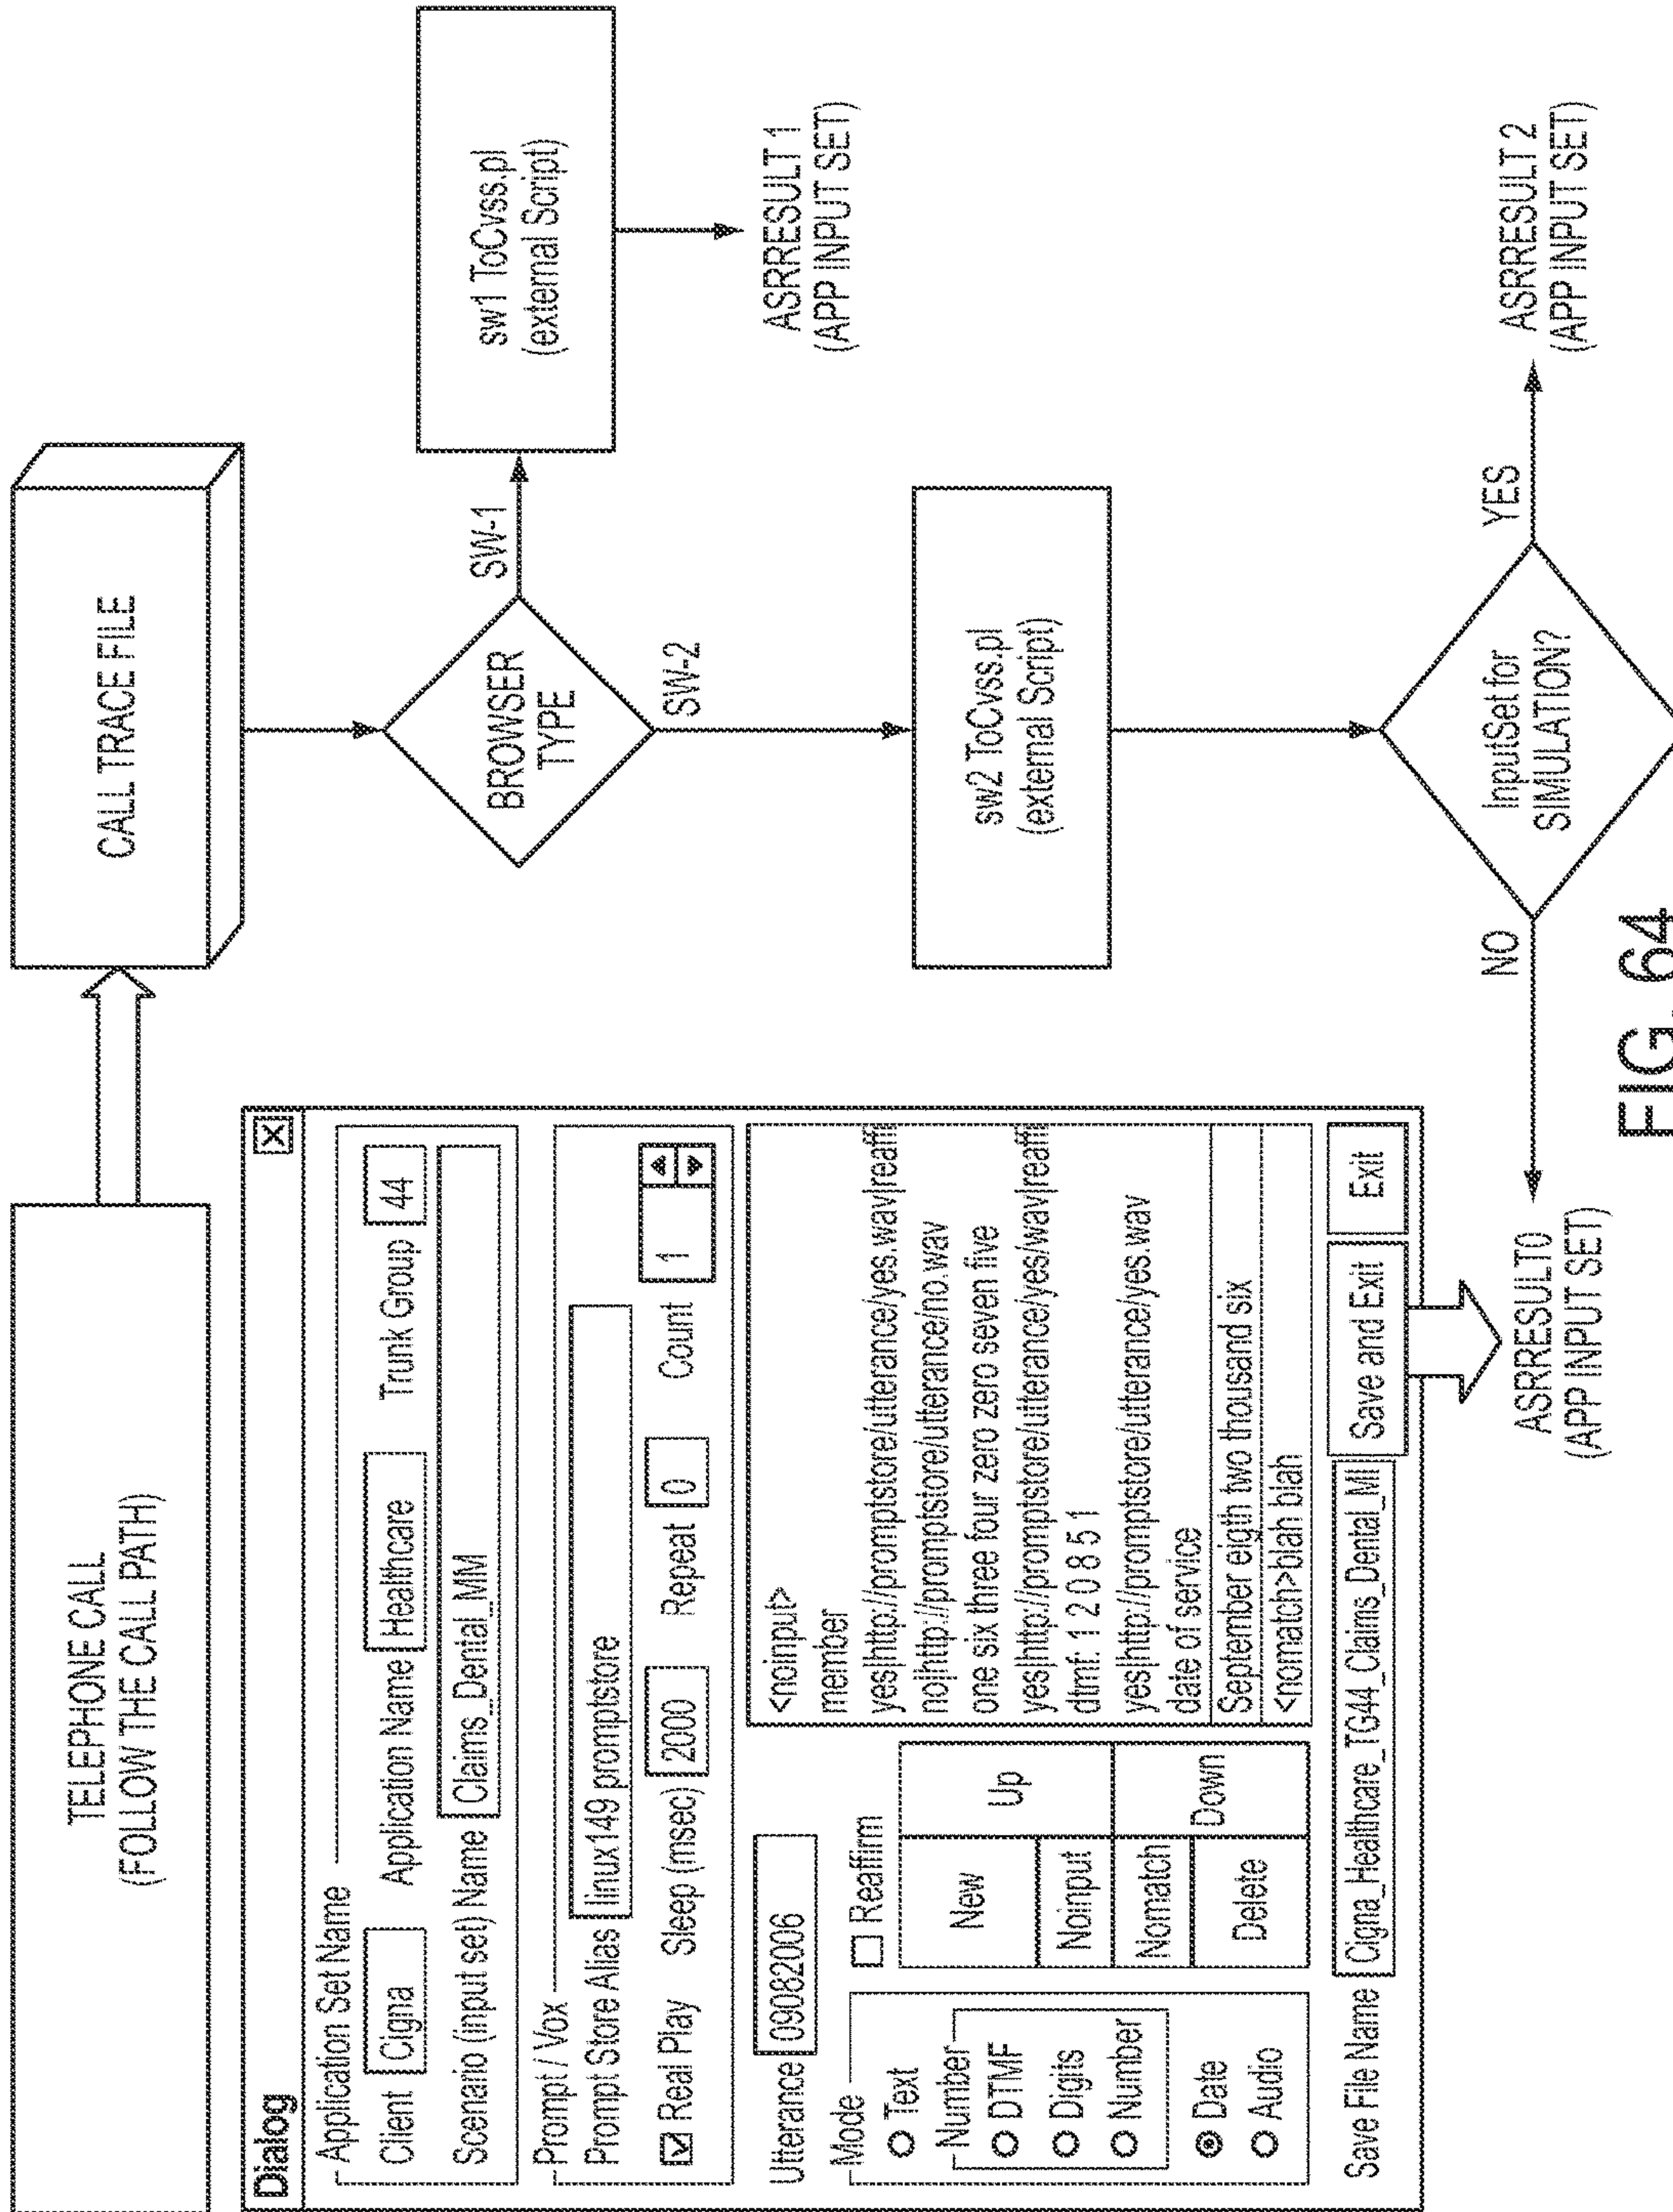 TELEPHONE CALL
(FOLLOW THE CALL PATH)
CALL TRACE FILE
Dialog
X
Application Set Name
Client Cigna Application Name Healthcare Trunk Group 44
Scenario (input set) Name Claims_Dental_MM
Prompt / Vox
Prompt Store Alias linux149 promptstore
Real Play Sleep (msec) 2000 Repeat 0 Count 1
Utterance 09082006
Mode
Text
Number
DTMF
Digits
Number
Date
Audio
Reaffirm
New
Up
Noinput
Nomatch
Down
Delete
<noinput>
member
yes|http://promptstore/utterance/yes.wav|reaffi
no|http://promptstore/utterance/no.wav
one six three four zero zero seven five
yes|http://promptstore/utterance/yes/wav|reaffi
dtmf: 1 2 0 8 5 1
yes|http://promptstore/utterance/yes.wav
date of service
September eigth two thousand six
<nomatch>blah blah
Save File Name Cigna_Healthcare_TG44_Claims_Dental_MI Save and Exit Exit
BROWSER
TYPE
SW-1
SW-2
sw1 ToCvss.pl
(external Script)
ASRRESULT 1
(APP INPUT SET)
sw2 ToCvss.pl
(external Script)
InputSet for
SIMULATION?
NO
YES
ASRRESULT0
(APP INPUT SET)
ASRRESULT 2
(APP INPUT SET)
FIG. 64